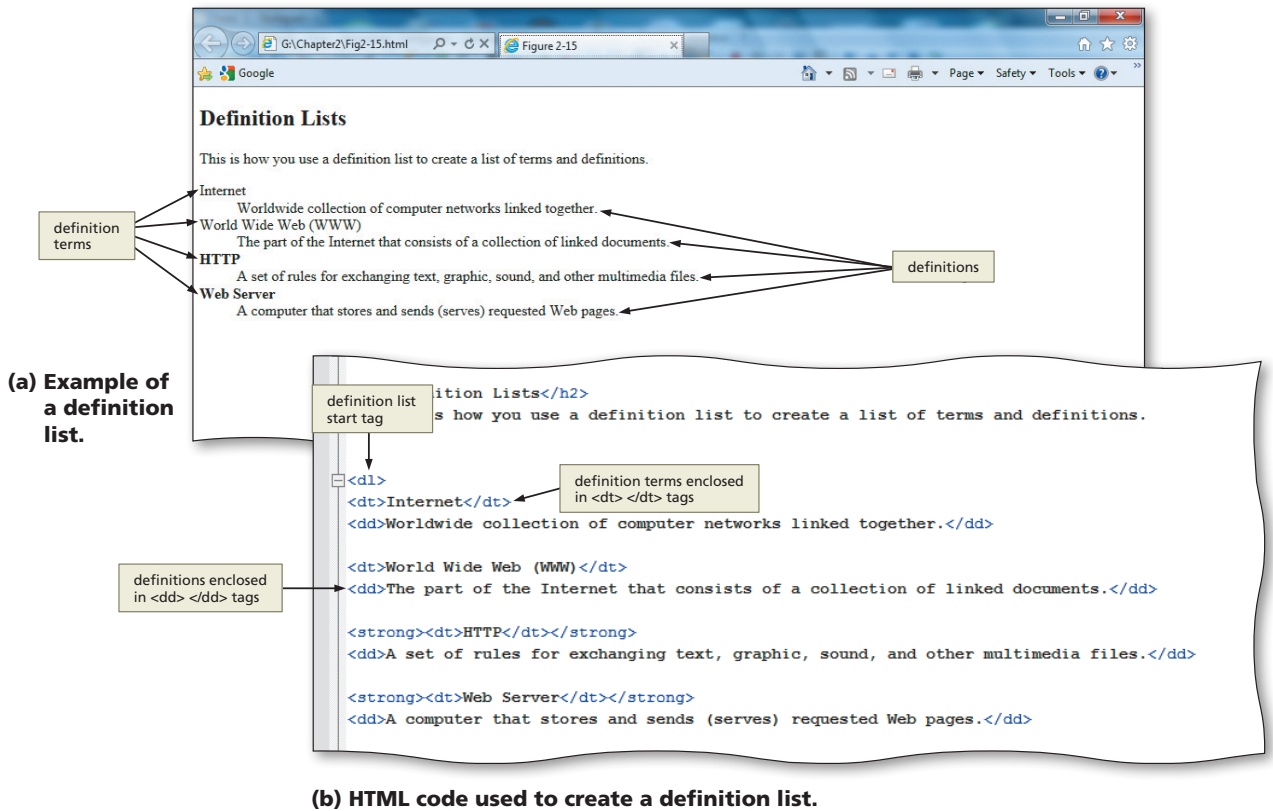 G:\Chapter2\Fig2-15.html
Figure 2-15
Google
Page Safety Tools
Definition Lists
This is how you use a definition list to create a list of terms and definitions.
Internet
Worldwide collection of computer networks linked together.
World Wide Web (WWW)
The part of the Internet that consists of a collection of linked documents.
HTTP
A set of rules for exchanging text, graphic, sound, and other multimedia files.
Web Server
A computer that stores and sends (serves) requested Web pages.
definition
terms
definitions
(a) Example of
a definition
list.
ition Lists</h2>
s how you use a definition list to create a list of terms and definitions.
definition list
start tag
<dl>
<dt>Internet</dt>
definition terms enclosed
in <dt> </dt> tags
<dd>Worldwide collection of computer networks linked together.</dd>
<dt>World Wide Web (WWW)</dt>
definitions enclosed
in <dd> </dd> tags
<dd>The part of the Internet that consists of a collection of linked documents.</dd>
<strong><dt>HTTP</dt></strong>
<dd>A set of rules for exchanging text, graphic, sound, and other multimedia files.</dd>
<strong><dt>Web Server</dt></strong>
<dd>A computer that stores and sends (serves) requested Web pages.</dd>
(b) HTML code used to create a definition list.